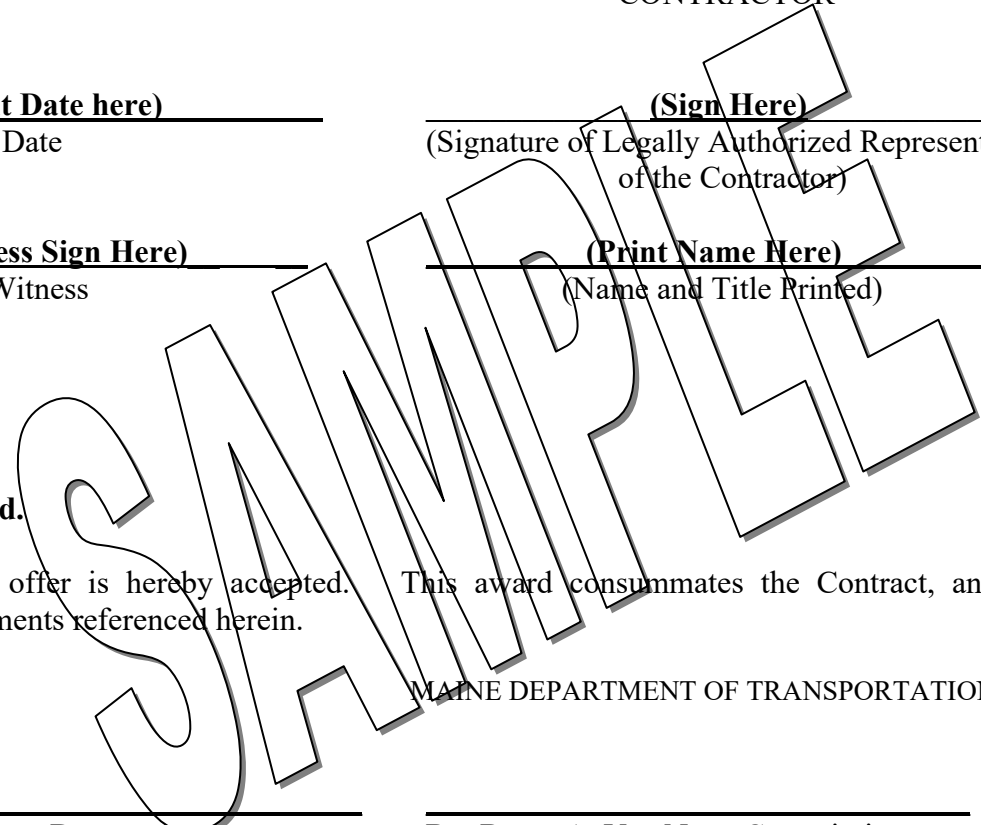 CONTRACTOR
t Date here) (Sign Here)
Date (Signature of Legally Authorized Represent
of the Contractor)
ess Sign Here) (Print Name Here)
Witness (Name and Title Printed)
SAMPLE
d.
offer is hereby accepted. This award consummates the Contract, an
ments referenced herein.
MAINE DEPARTMENT OF TRANSPORTATION